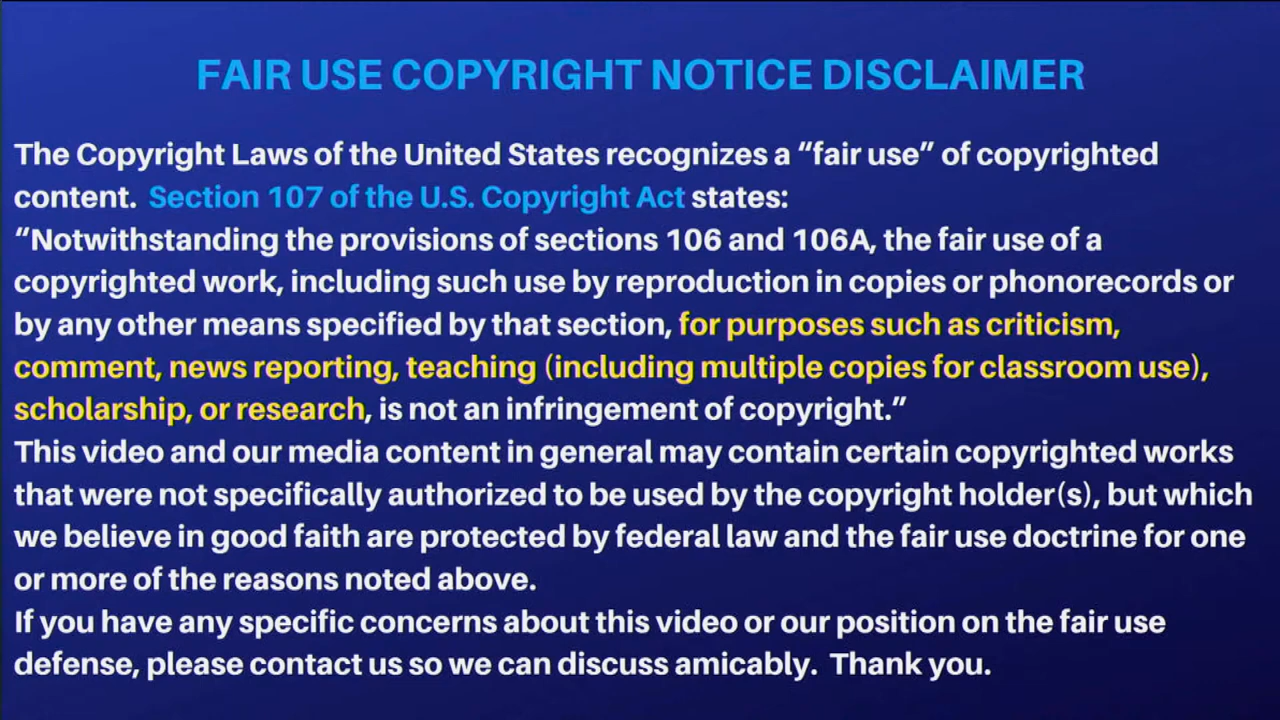 FAIR USE COPYRIGHT NOTICE DISCLAIMER
The Copyright Laws of the United States recognizes a “fair use” of copyrighted
content.  Section 107 of the U.S. Copyright Act states:
“Notwithstanding the provisions of sections 106 and 106A, the fair use of a
copyrighted work, including such use by reproduction in copies or phonorecords or
by any other means specified by that section, for purposes such as criticism,
comment, news reporting, teaching (including multiple copies for classroom use),
scholarship, or research, is not an infringement of copyright.”
This video and our media content in general may contain certain copyrighted works
that were not specifically authorized to be used by the copyright holder(s), but which
we believe in good faith are protected by federal law and the fair use doctrine for one
or more of the reasons noted above.
If you have any specific concerns about this video or our position on the fair use
defense, please contact us so we can discuss amicably.  Thank you.